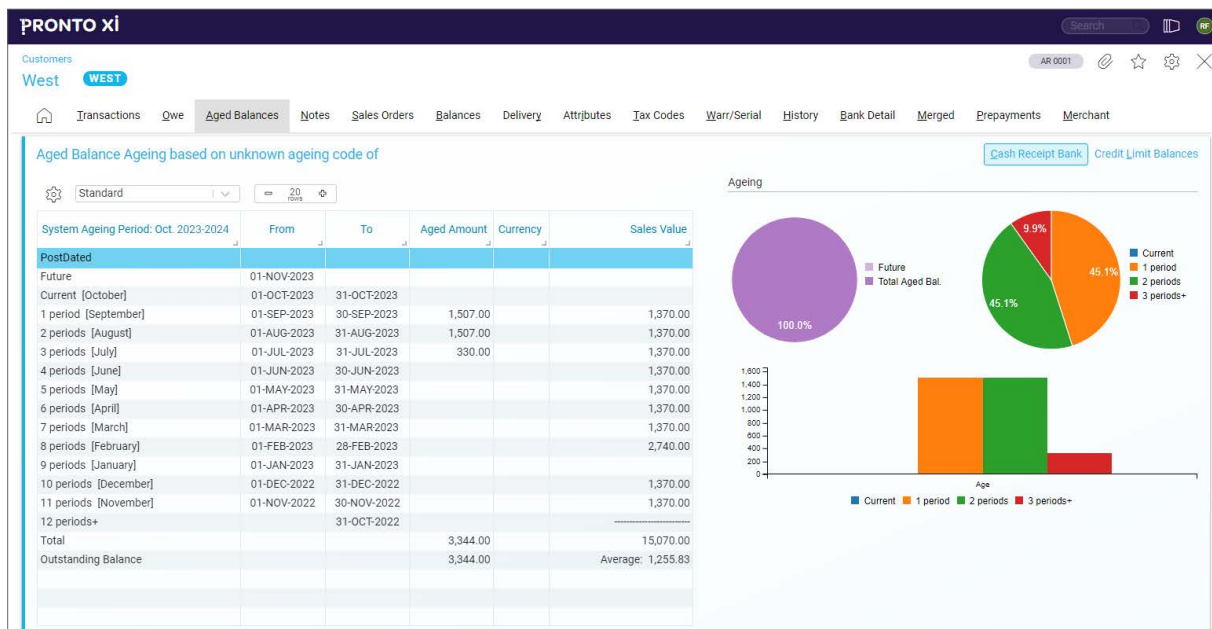 PRONTO Xi
Search
RF
Customers
West WEST
AR 0001
Transactions Owe Aged Balances Notes Sales Orders Balances Delivery Attributes Tax Codes Warr/Serial History Bank Detail Merged Prepayments Merchant
Aged Balance Ageing based on unknown ageing code of
Cash Receipt Bank Credit Limit Balances
Standard 20 rows
System Ageing Period: Oct. 2023-2024 From To Aged Amount Currency Sales Value
PostDated
Future 01-NOV-2023
Current [October] 01-OCT-2023 31-OCT-2023
1 period [September] 01-SEP-2023 30-SEP-2023 1,507.00 1,370.00
2 periods [August] 01-AUG-2023 31-AUG-2023 1,507.00 1,370.00
3 periods [July] 01-JUL-2023 31-JUL-2023 330.00 1,370.00
4 periods [June] 01-JUN-2023 30-JUN-2023 1,370.00
5 periods [May] 01-MAY-2023 31-MAY-2023 1,370.00
6 periods [April] 01-APR-2023 30-APR-2023 1,370.00
7 periods [March] 01-MAR-2023 31-MAR-2023 1,370.00
8 periods [February] 01-FEB-2023 28-FEB-2023 2,740.00
9 periods [January] 01-JAN-2023 31-JAN-2023
10 periods [December] 01-DEC-2022 31-DEC-2022 1,370.00
11 periods [November] 01-NOV-2022 30-NOV-2022 1,370.00
12 periods+ 31-OCT-2022 -----------------------
Total 3,344.00 15,070.00
Outstanding Balance 3,344.00 Average: 1,255.83
Ageing
100.0%
Future
Total Aged Bal.
9.9%
45.1%
45.1%
Current
1 period
2 periods
3 periods+
1,600
1,400
1,200
1,000
800
600
400
200
0
Age
Current 1 period 2 periods 3 periods+